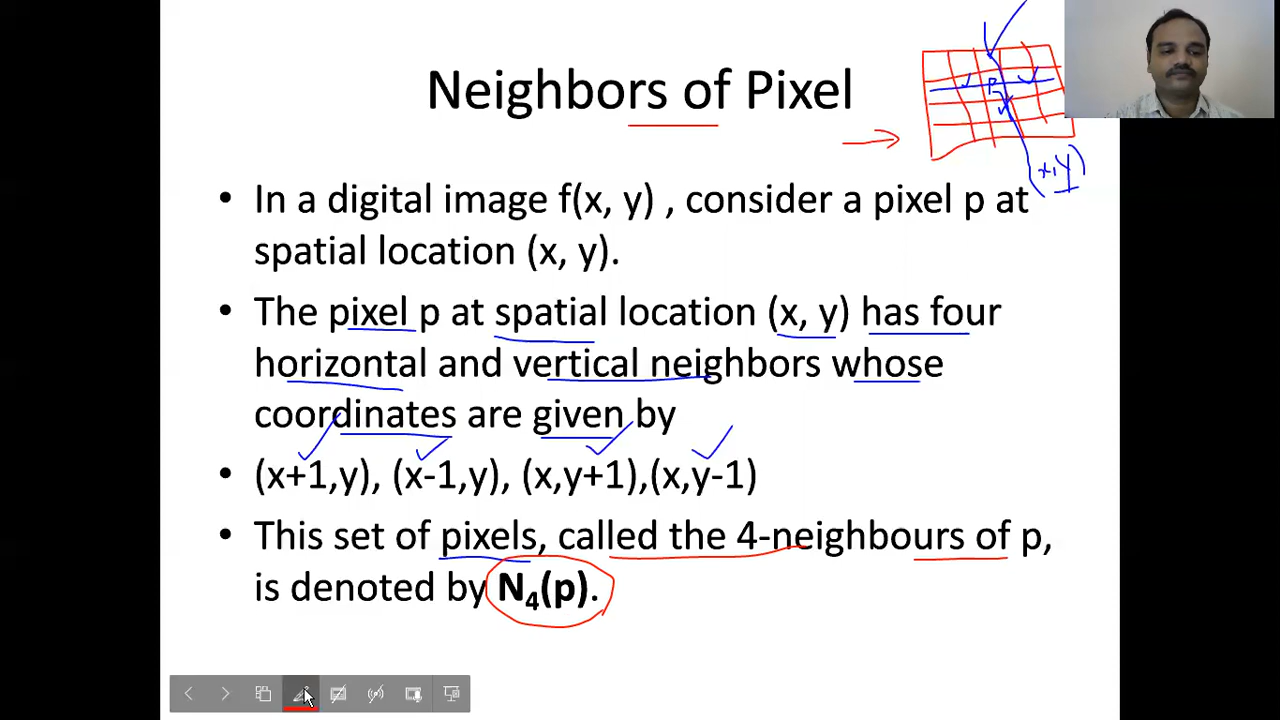 Neighbors of Pixel
p
(x,y)
• In a digital image f(x, y) , consider a pixel p at
spatial location (x, y).
• The pixel p at spatial location (x, y) has four
horizontal and vertical neighbors whose
coordinates are given by
• (x+1,y), (x-1,y), (x,y+1),(x,y-1)
• This set of pixels, called the 4-neighbours of p,
is denoted by N₄(p).